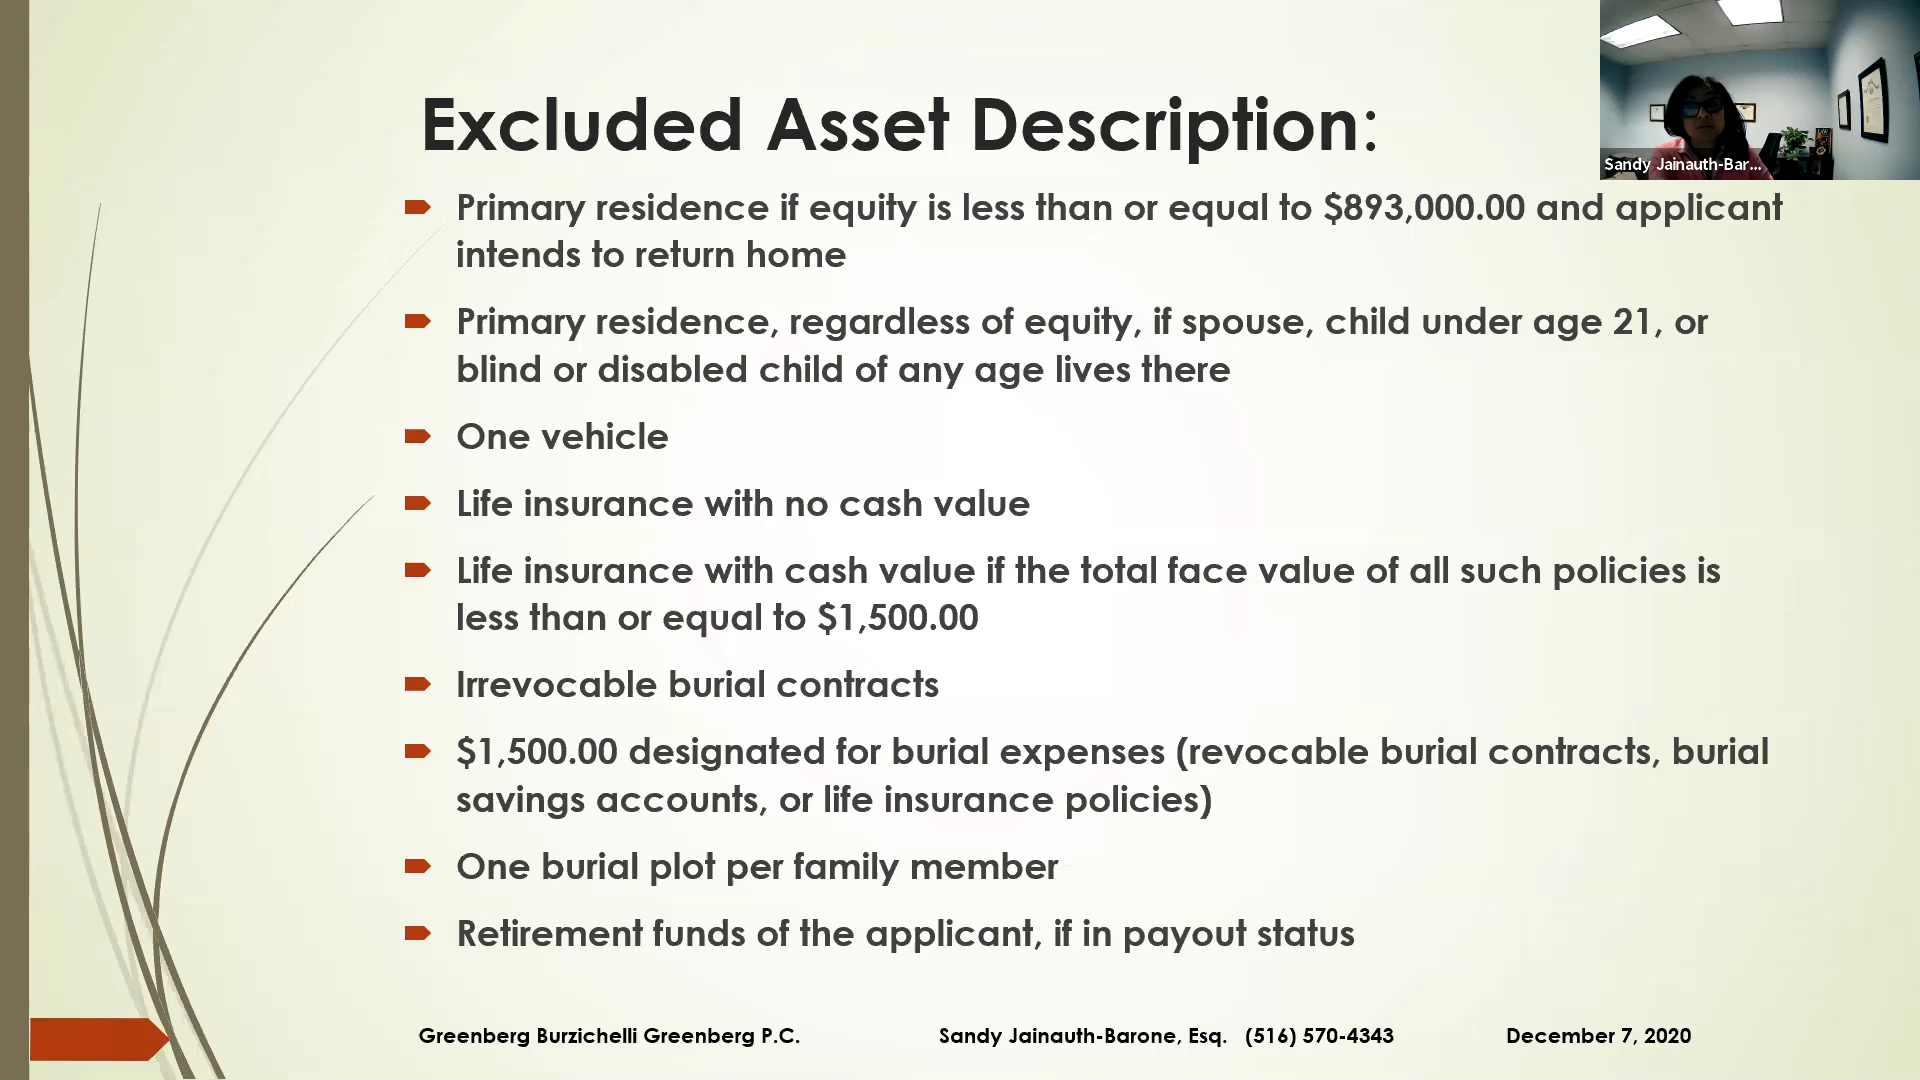 Excluded Asset Description:
Sandy Jainauth-Bar...
Primary residence if equity is less than or equal to $893,000.00 and applicant
intends to return home
Primary residence, regardless of equity, if spouse, child under age 21, or
blind or disabled child of any age lives there
One vehicle
Life insurance with no cash value
Life insurance with cash value if the total face value of all such policies is
less than or equal to $1,500.00
Irrevocable burial contracts
$1,500.00 designated for burial expenses (revocable burial contracts, burial
savings accounts, or life insurance policies)
One burial plot per family member
Retirement funds of the applicant, if in payout status
Greenberg Burzichelli Greenberg P.C. Sandy Jainauth-Barone, Esq. (516) 570-4343 December 7, 2020